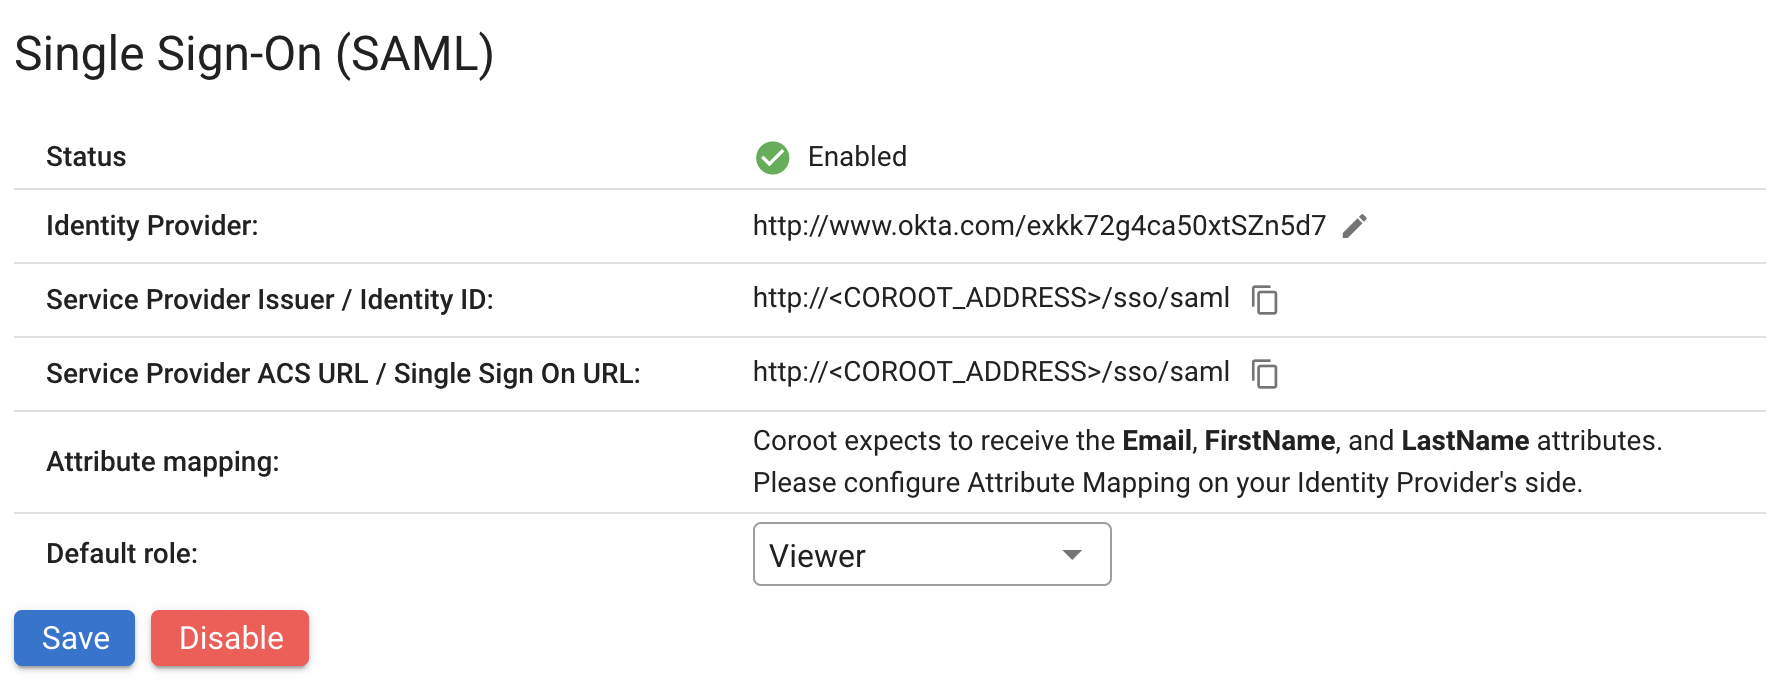 Single Sign-On (SAML)
Status Enabled
Identity Provider: http://www.okta.com/exkk72g4ca50xtSZn5d7
Service Provider Issuer / Identity ID: http://<COROOT_ADDRESS>/sso/saml
Service Provider ACS URL / Single Sign On URL: http://<COROOT_ADDRESS>/sso/saml
Attribute mapping: Coroot expects to receive the Email, FirstName, and LastName attributes.
Please configure Attribute Mapping on your Identity Provider's side.
Default role: Viewer
Save Disable